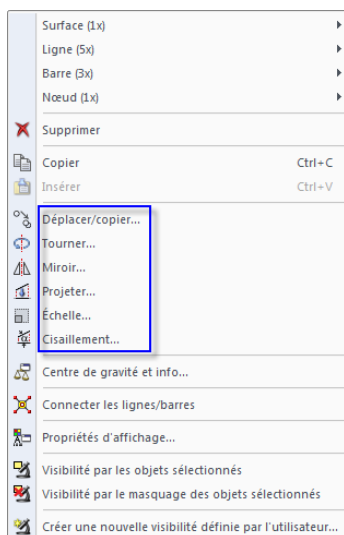 Surface (1x)
Ligne (5x)
Barre (3x)
Nœud (1x)
Supprimer
Copier Ctrl+C
Insérer Ctrl+V
Déplacer/copier...
Tourner...
Miroir...
Projeter...
Échelle...
Cisaillement...
Centre de gravité et info...
Connecter les lignes/barres
Propriétés d'affichage...
Visibilité par les objets sélectionnés
Visibilité par le masquage des objets sélectionnés
Créer une nouvelle visibilité définie par l'utilisateur...